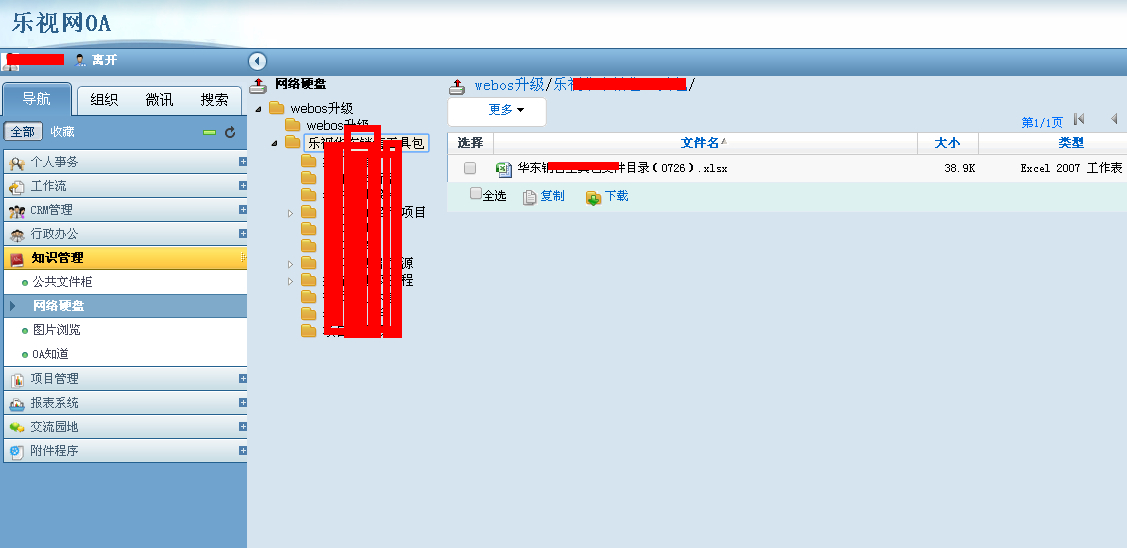 乐视网OA
离开
导航 组织 微讯 搜索
全部 收藏
个人事务
工作流
CRM管理
行政办公
知识管理
公共文件柜
网络硬盘
图片浏览
OA知道
项目管理
报表系统
交流园地
附件程序
网络硬盘
webos升级
webos升级
乐视华 具包
项目
源
程
webos升级/乐视 /
更多
第1/1页
选择 文件名 大小 类型
华东销 文件目录(0726).xlsx 38.9K Excel 2007 工作表
全选 复制 下载